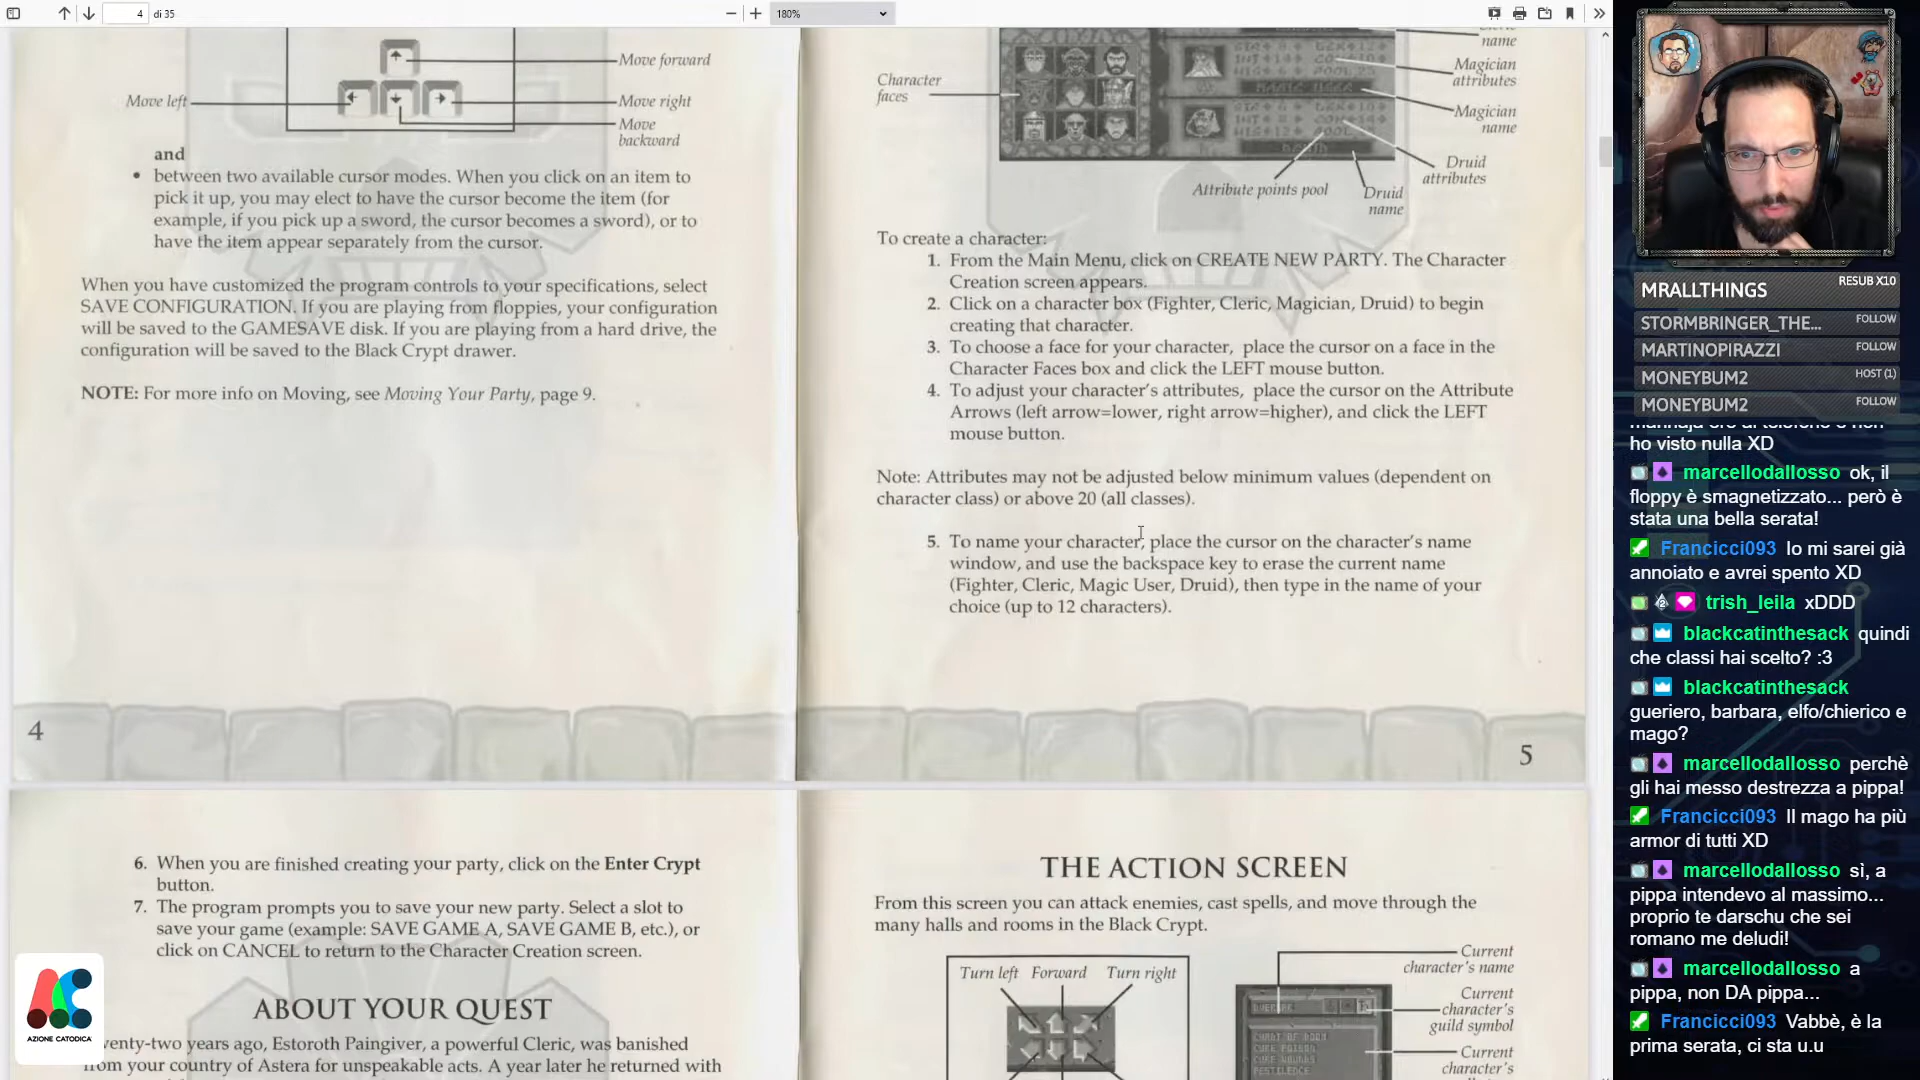 4
di 35
180%
Move forward
Move left
Move right
Move
backward
and
• between two available cursor modes. When you click on an item to
pick it up, you may elect to have the cursor become the item (for
example, if you pick up a sword, the cursor becomes a sword), or to
have the item appear separately from the cursor.
When you have customized the program controls to your specifications, select
SAVE CONFIGURATION. If you are playing from floppies, your configuration
will be saved to the GAMESAVE disk. If you are playing from a hard drive, the
configuration will be saved to the Black Crypt drawer.
NOTE: For more info on Moving, see Moving Your Party, page 9.
4
name
Character
faces
Magician
attributes
Magician
name
Druid
attributes
Attribute points pool
Druid
name
To create a character:
1. From the Main Menu, click on CREATE NEW PARTY. The Character
Creation screen appears.
2. Click on a character box (Fighter, Cleric, Magician, Druid) to begin
creating that character.
3. To choose a face for your character, place the cursor on a face in the
Character Faces box and click the LEFT mouse button.
4. To adjust your character's attributes, place the cursor on the Attribute
Arrows (left arrow=lower, right arrow=higher), and click the LEFT
mouse button.
Note: Attributes may not be adjusted below minimum values (dependent on
character class) or above 20 (all classes).
5. To name your character, place the cursor on the character's name
window, and use the backspace key to erase the current name
(Fighter, Cleric, Magic User, Druid), then type in the name of your
choice (up to 12 characters).
5
6. When you are finished creating your party, click on the Enter Crypt
button.
7. The program prompts you to save your new party. Select a slot to
save your game (example: SAVE GAME A, SAVE GAME B, etc.), or
click on CANCEL to return to the Character Creation screen.
ABOUT YOUR QUEST
enty-two years ago, Estoroth Paingiver, a powerful Cleric, was banished
from your country of Astera for unspeakable acts. A year later he returned with
THE ACTION SCREEN
From this screen you can attack enemies, cast spells, and move through the
many halls and rooms in the Black Crypt.
Turn left Forward Turn right
Current
character's name
Current
character's
guild symbol
Current
character's
CURE POISON
CURE WOUNDS
PESTILENCE
AZIONE CATODICA
MRALLTHINGS RESUB X10
STORMBRINGER_THE... FOLLOW
MARTINOPIRAZZI FOLLOW
MONEYBUM2 HOST (1)
MONEYBUM2 FOLLOW
ho visto nulla XD
marcellodallosso ok, il
floppy è smagnetizzato... però è
stata una bella serata!
Francicci093 Io mi sarei già
annoiato e avrei spento XD
trish_leila xDDD
blackcatinthesack quindi
che classi hai scelto? :3
blackcatinthesack
gueriero, barbara, elfo/chierico e
mago?
marcellodallosso perchè
gli hai messo destrezza a pippa!
Francicci093 Il mago ha più
armor di tutti XD
marcellodallosso sì, a
pippa intendevo al massimo...
proprio te darschu che sei
romano me deludi!
marcellodallosso a
pippa, non DA pippa...
Francicci093 Vabbè, è la
prima serata, ci sta u.u